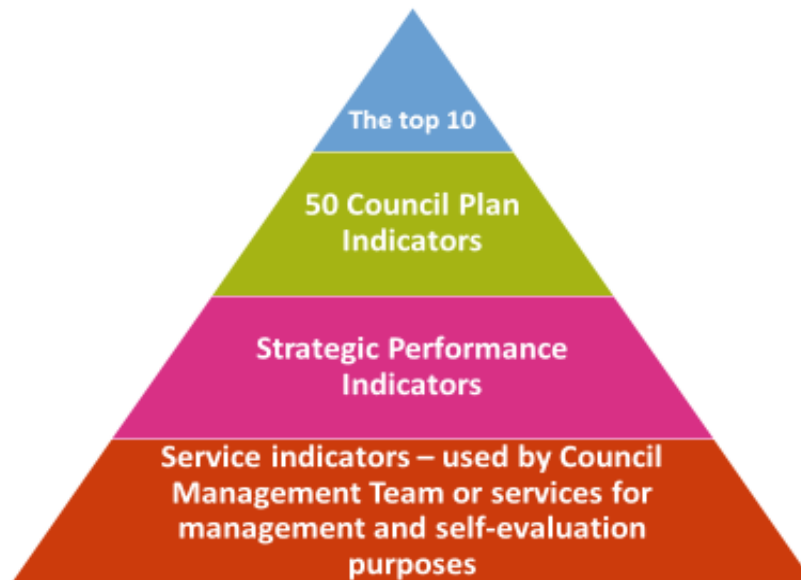 The top 10
50 Council Plan
Indicators
Strategic Performance
Indicators
Service indicators – used by Council
Management Team or services for
management and self-evaluation
purposes